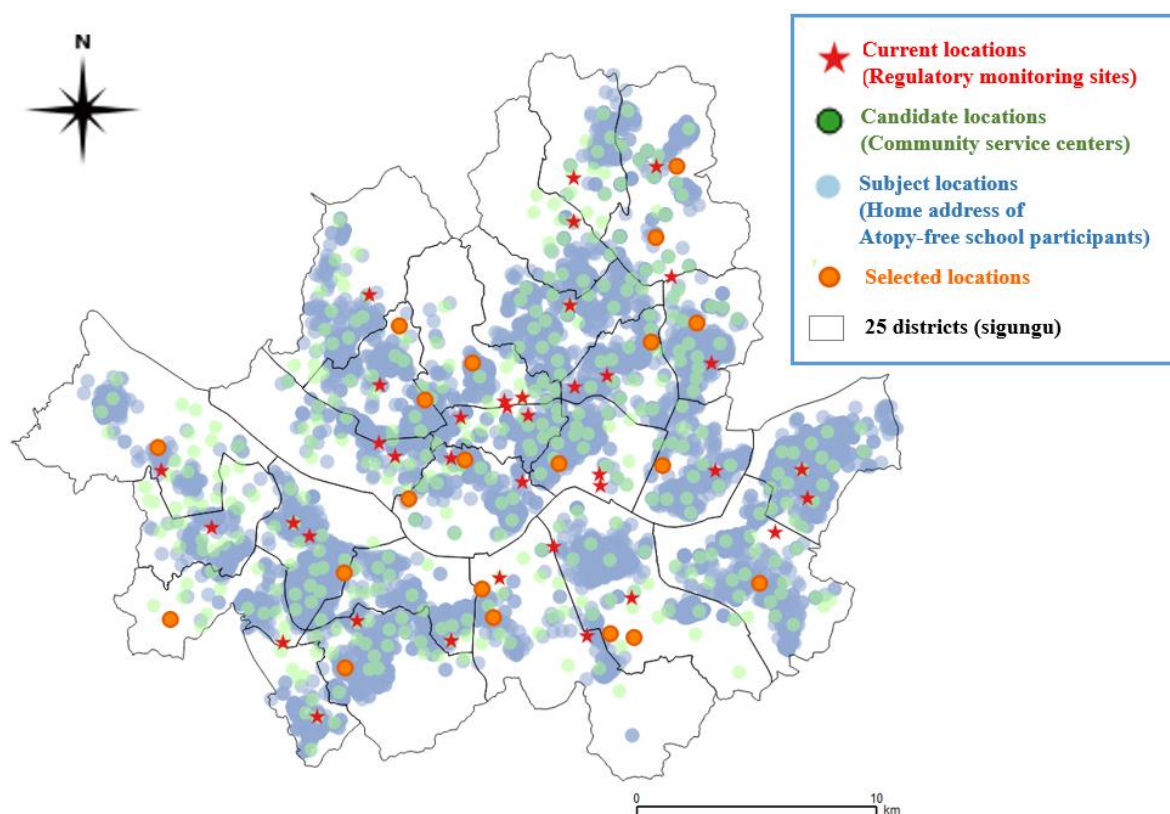 N
Current locations
(Regulatory monitoring sites)
Candidate locations
(Community service centers)
Subject locations
(Home address of
Atopy-free school participants)
Selected locations
25 districts (sigungu)
0 10
km